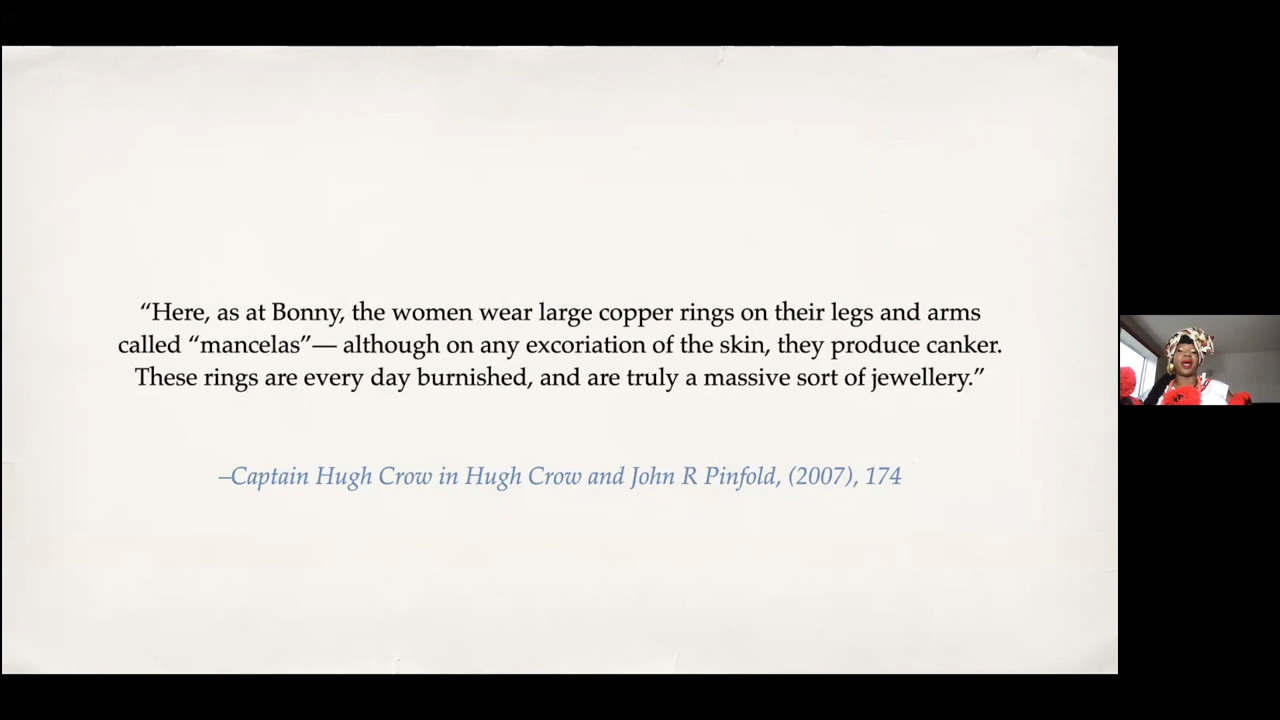 “Here, as at Bonny, the women wear large copper rings on their legs and arms
called “mancelas”— although on any excoriation of the skin, they produce canker.
These rings are every day burnished, and are truly a massive sort of jewellery.”
–Captain Hugh Crow in Hugh Crow and John R Pinfold, (2007), 174